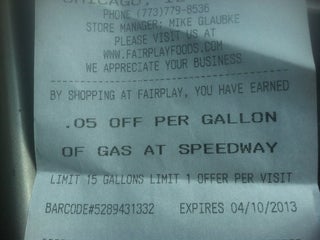 CHICAGO,
PHONE (773)779-8536
STORE MANAGER: MIKE GLAUBKE
PLEASE VISIT US AT
WWW.FAIRPLAYFOODS.COM
WE APPRECIATE YOUR BUSINESS
BY SHOPPING AT FAIRPLAY, YOU HAVE EARNED
.05 OFF PER GALLON
OF GAS AT SPEEDWAY
LIMIT 15 GALLONS LIMIT 1 OFFER PER VISIT
BARCODE#5289431332 EXPIRES 04/10/2013